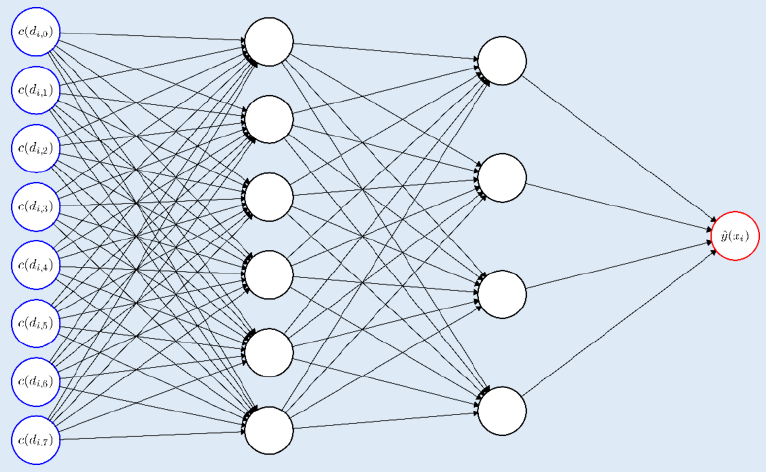 c(d_{i,0})
c(d_{i,1})
c(d_{i,2})
c(d_{i,3})
c(d_{i,4})
c(d_{i,5})
c(d_{i,6})
c(d_{i,7})
ŷ(x_i)